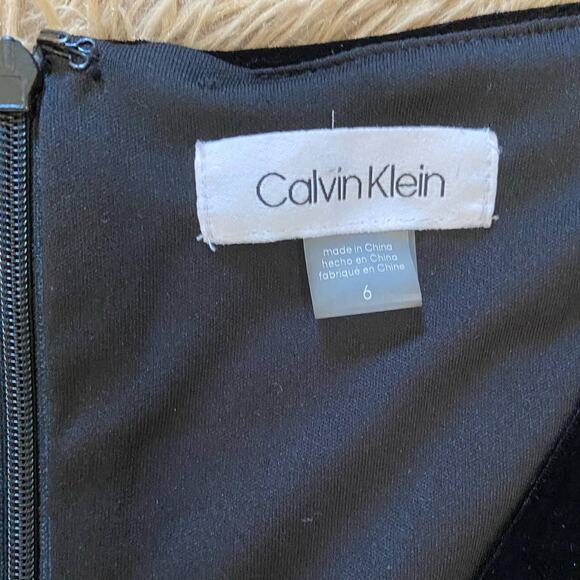 Calvin Klein
made in China
hecho en China
fabriqué en Chine
6